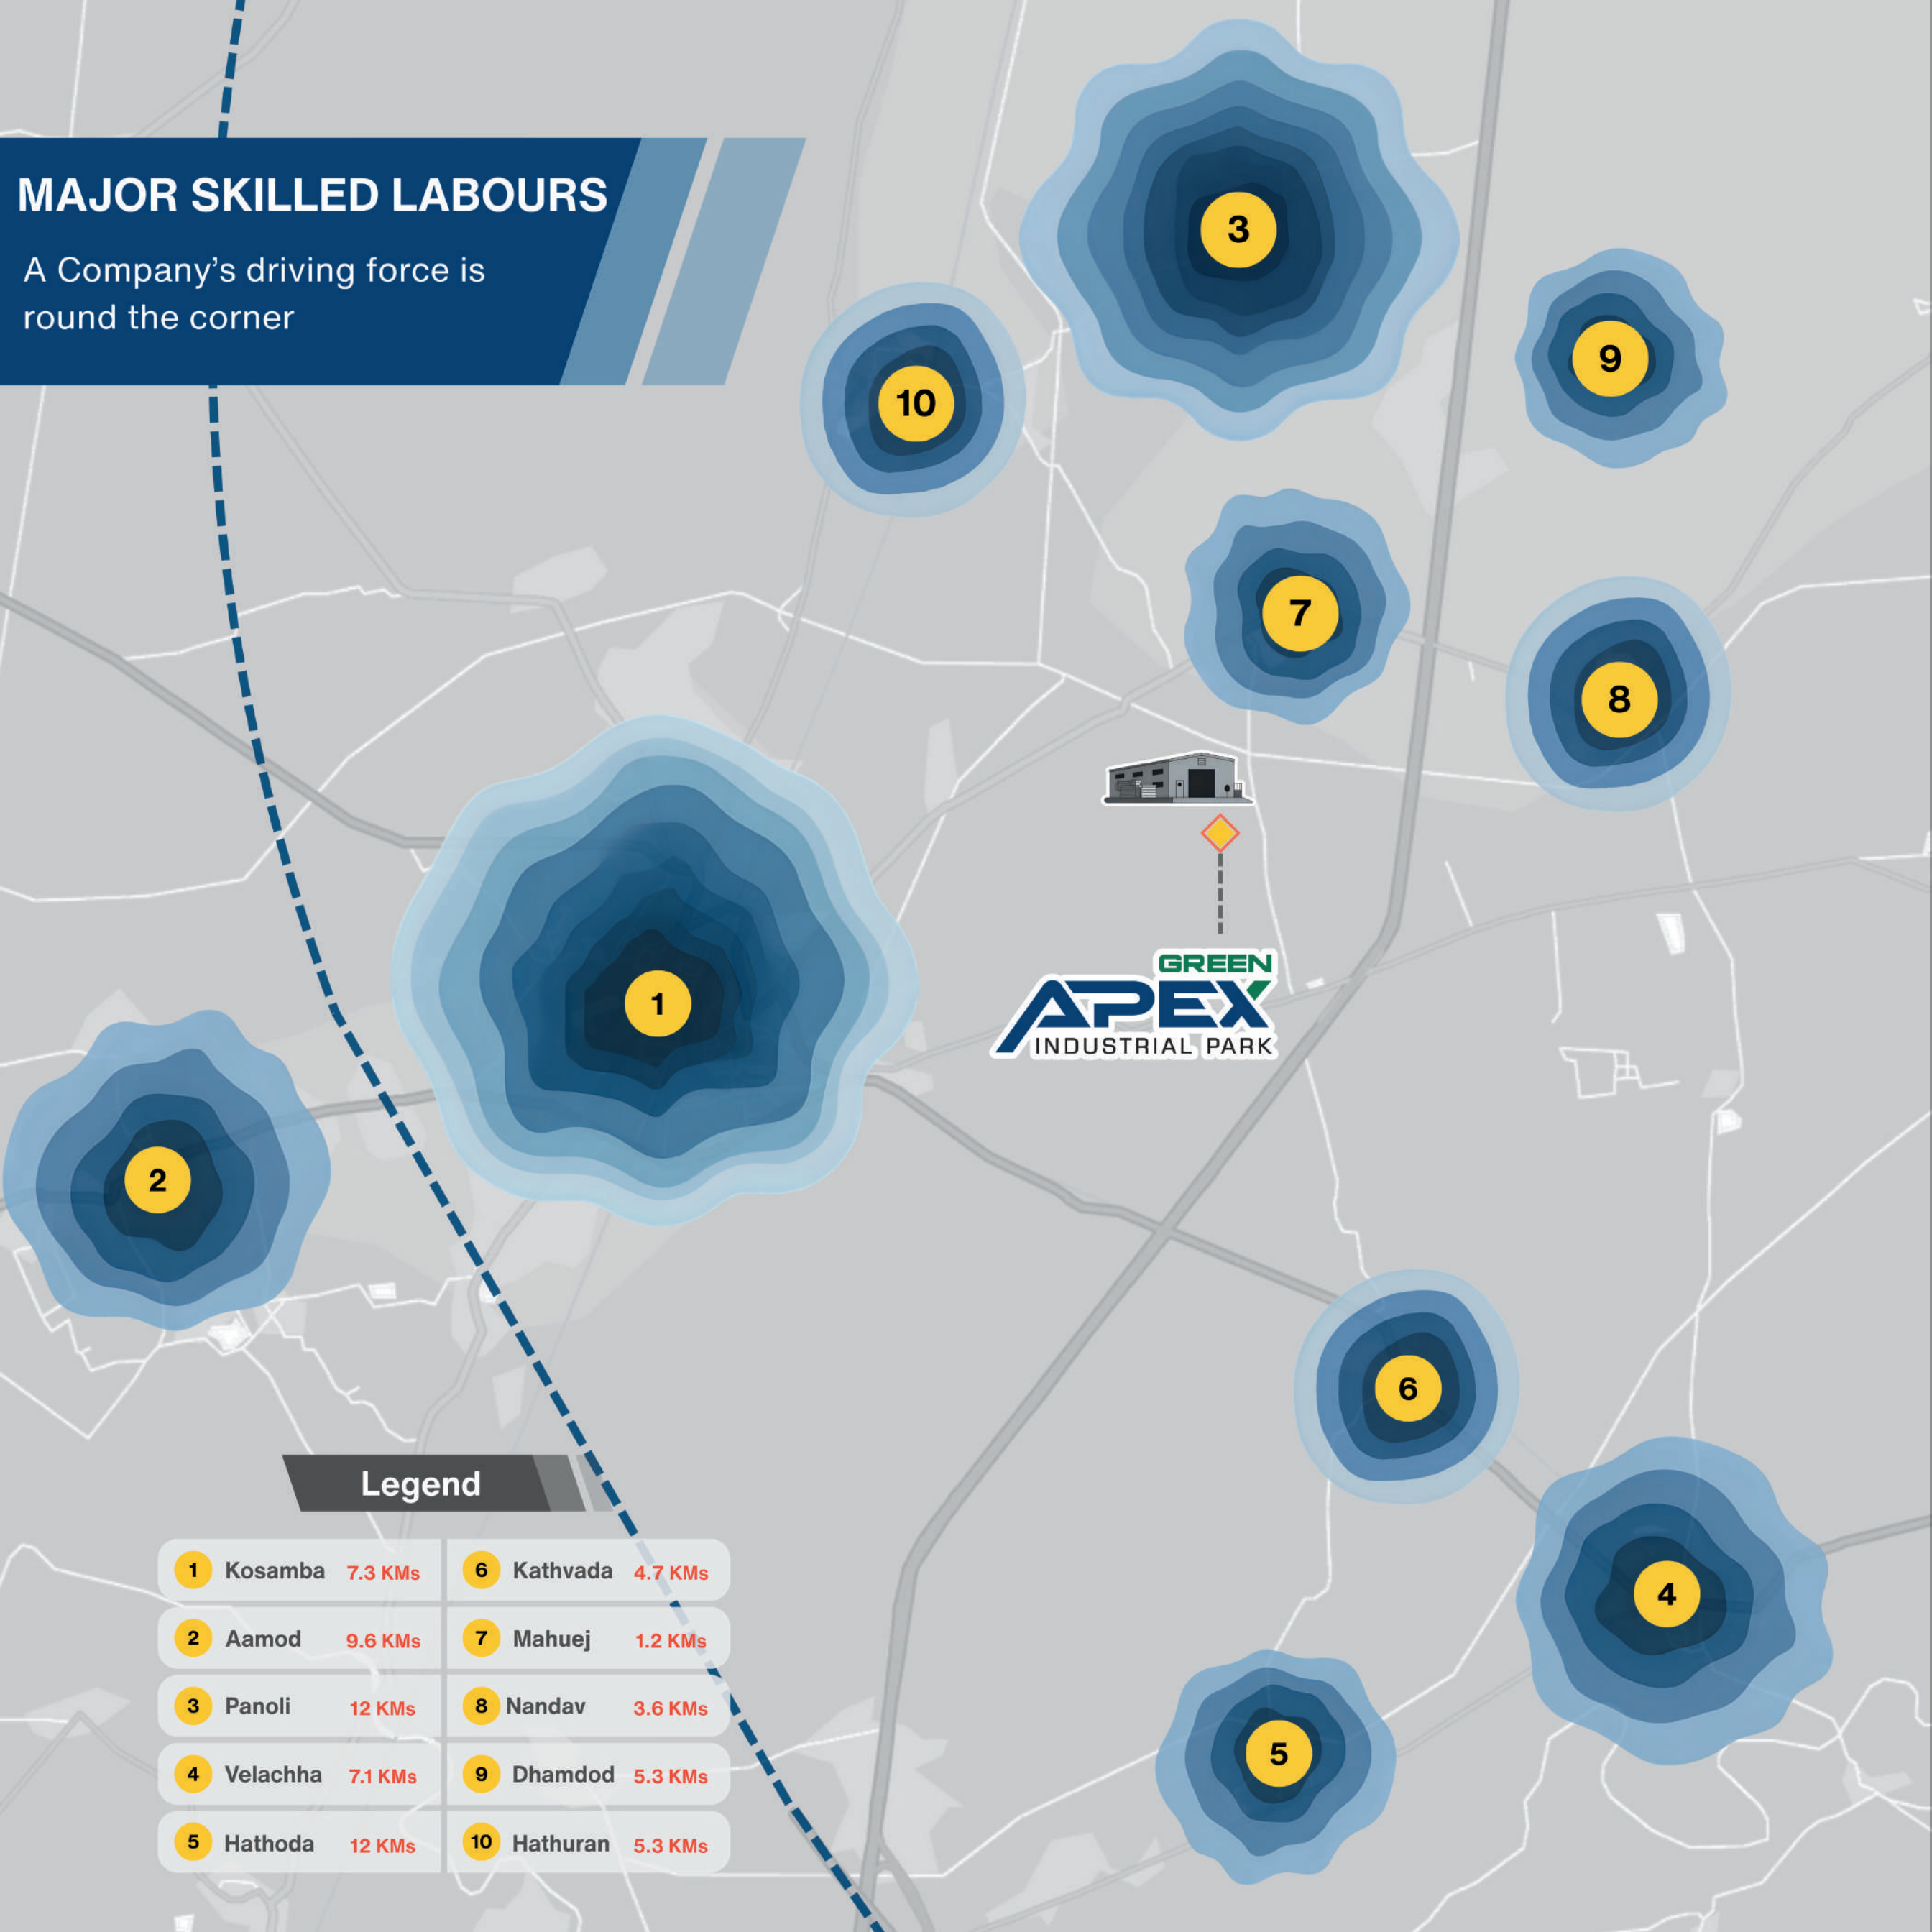 MAJOR SKILLED LABOURS
A Company's driving force is
round the corner
3
9
10
7
8
GREEN
APEX
INDUSTRIAL PARK
1
2
6
4
5
Legend
1 Kosamba 7.3 KMs
2 Aamod 9.6 KMs
3 Panoli 12 KMs
4 Velachha 7.1 KMs
5 Hathoda 12 KMs
6 Kathvada 4.7 KMs
7 Mahuej 1.2 KMs
8 Nandav 3.6 KMs
9 Dhamdod 5.3 KMs
10 Hathuran 5.3 KMs